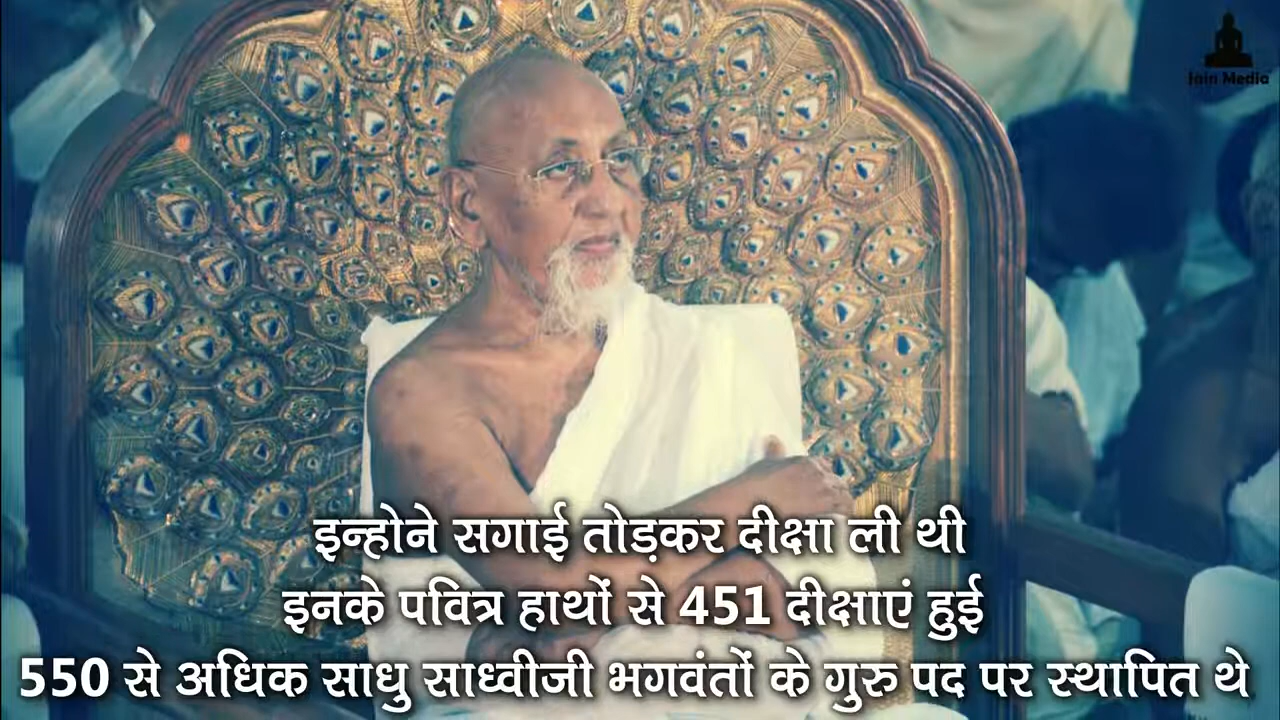 Jain Media
इन्होने सगाई तोड़कर दीक्षा ली थी
इनके पवित्र हाथों से 451 दीक्षाएं हुई
550 से अधिक साधु साध्वीजी भगवंतों के गुरु पद पर स्थापित थे